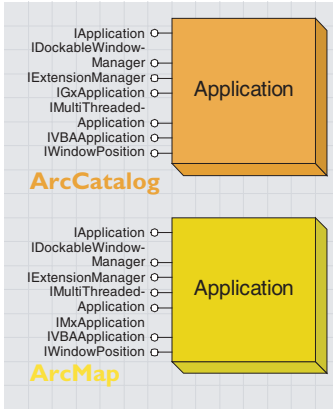 IApplication
IDockableWindow-
Manager
IExtensionManager
IGxApplication
IMultiThreaded-
Application
IVBAApplication
IWindowPosition
Application
ArcCatalog
IApplication
IDockableWindow-
Manager
IExtensionManager
IMultiThreaded-
Application
IMxApplication
IVBAApplication
IWindowPosition
Application
ArcMap